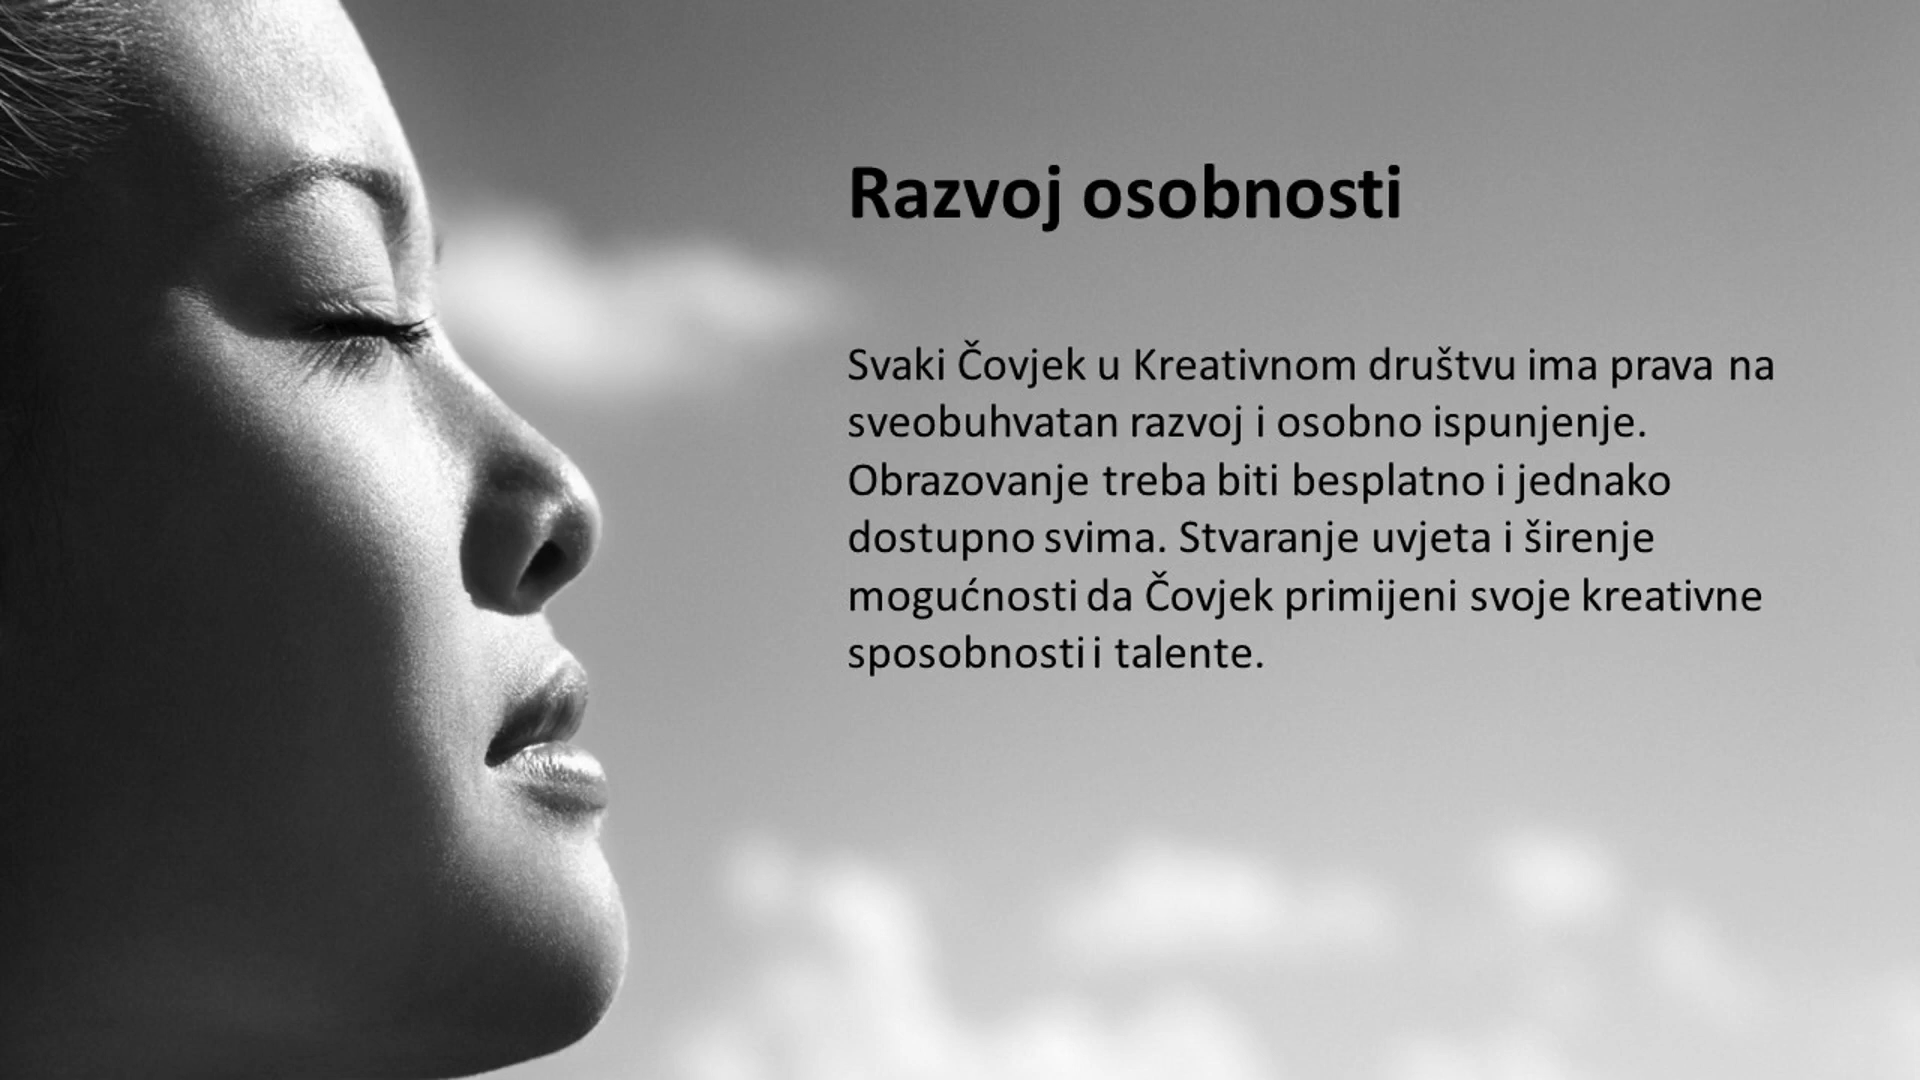 Razvoj osobnosti
Svaki Čovjek u Kreativnom društvu ima prava na
sveobuhvatan razvoj i osobno ispunjenje.
Obrazovanje treba biti besplatno i jednako
dostupno svima. Stvaranje uvjeta i širenje
mogućnosti da Čovjek primijeni svoje kreativne
sposobnosti i talente.